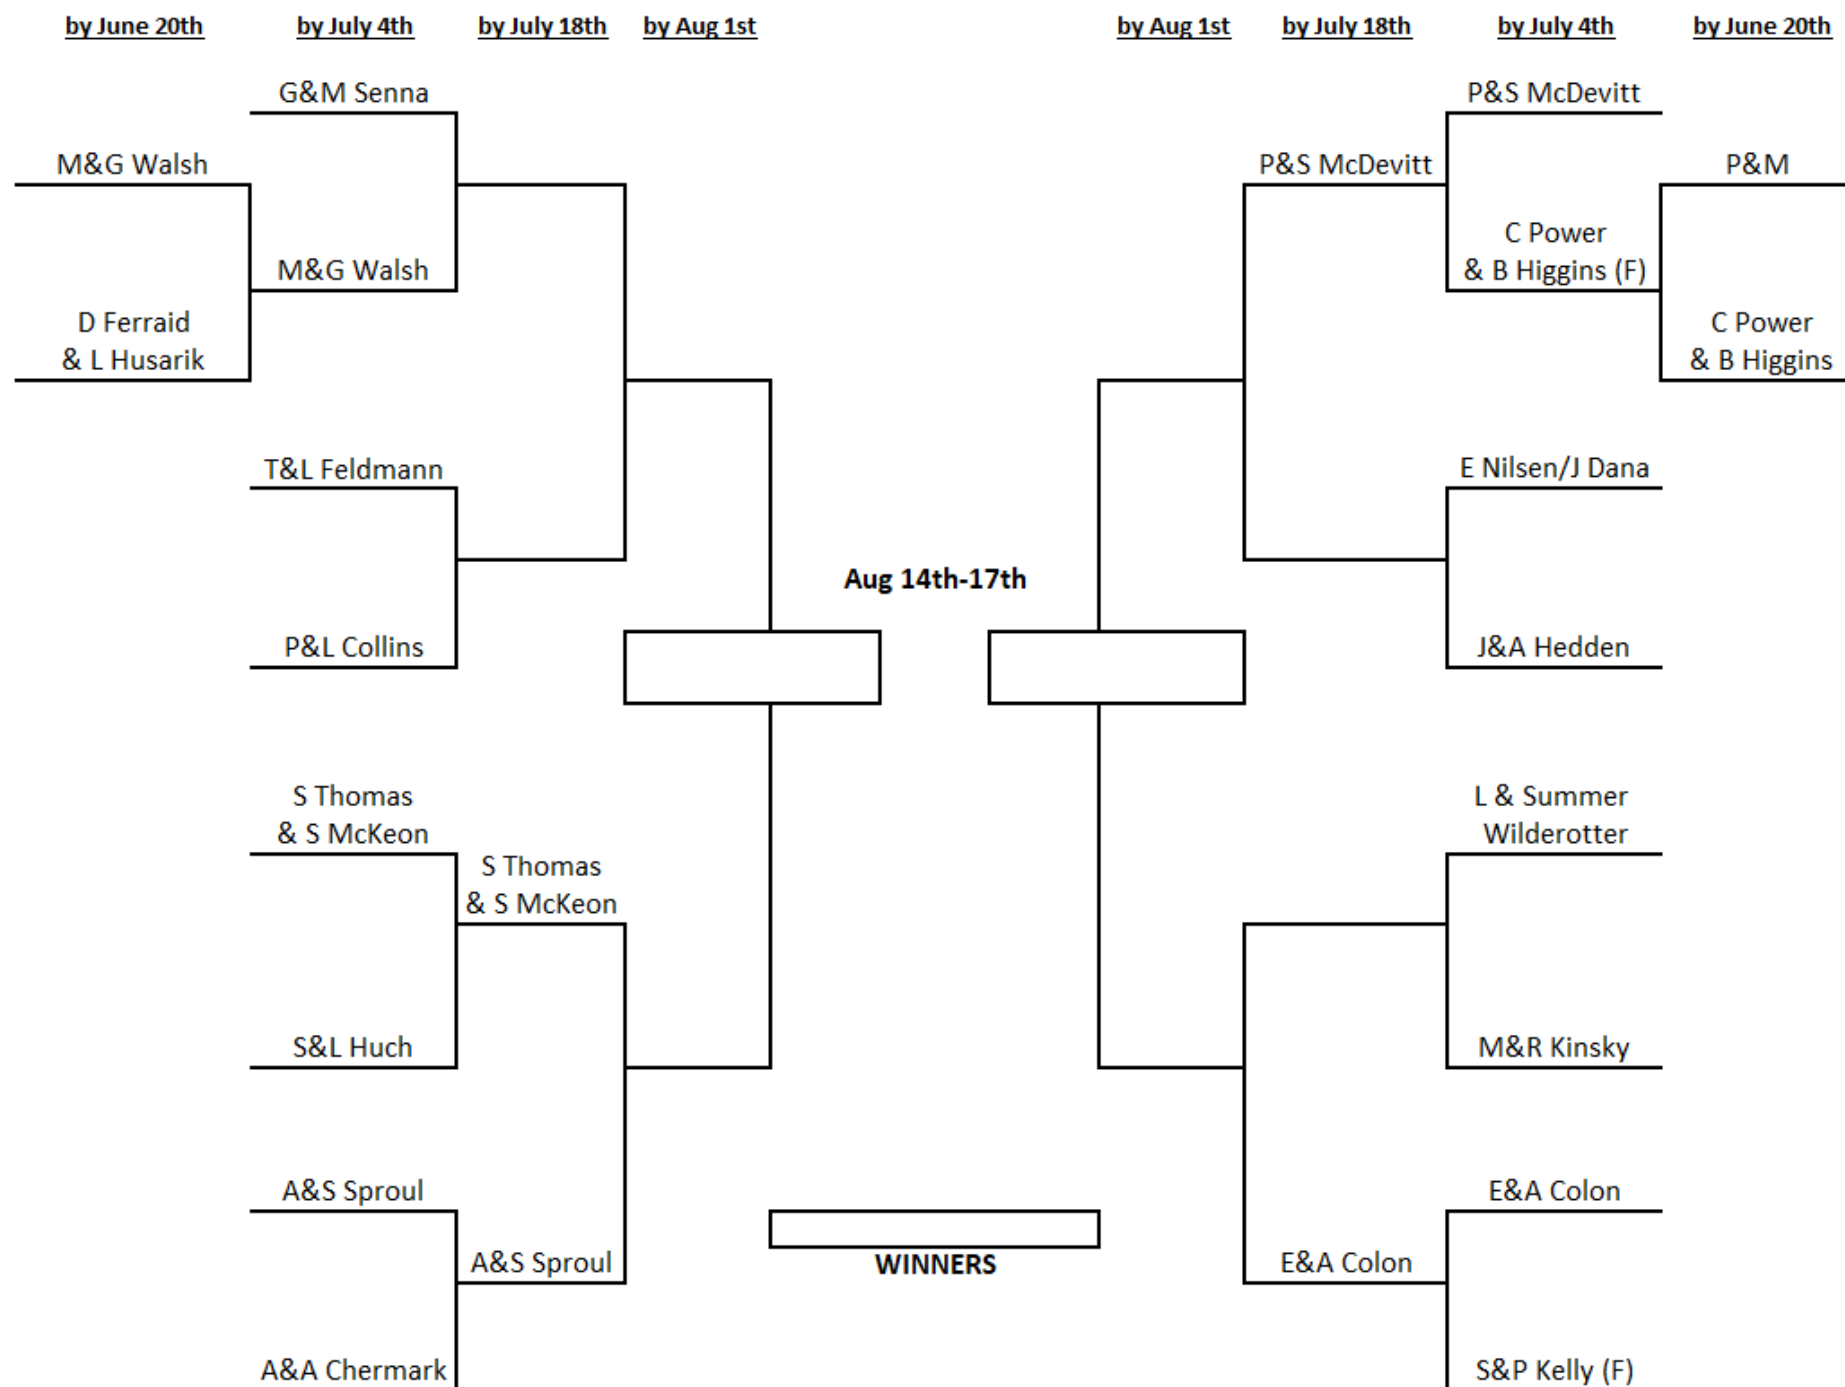 by June 20th
by July 4th
by July 18th
by Aug 1st
by Aug 1st
by July 18th
by July 4th
by June 20th
G&M Senna
P&S McDevitt
M&G Walsh
P&S McDevitt
P&M
M&G Walsh
C Power
& B Higgins (F)
D Ferraid
& L Husarik
C Power
& B Higgins
T&L Feldmann
E Nilsen/J Dana
Aug 14th-17th
P&L Collins
J&A Hedden
S Thomas
& S McKeon
L & Summer
Wilderotter
S Thomas
& S McKeon
S&L Huch
M&R Kinsky
A&S Sproul
E&A Colon
A&S Sproul
WINNERS
E&A Colon
A&A Chermark
S&P Kelly (F)